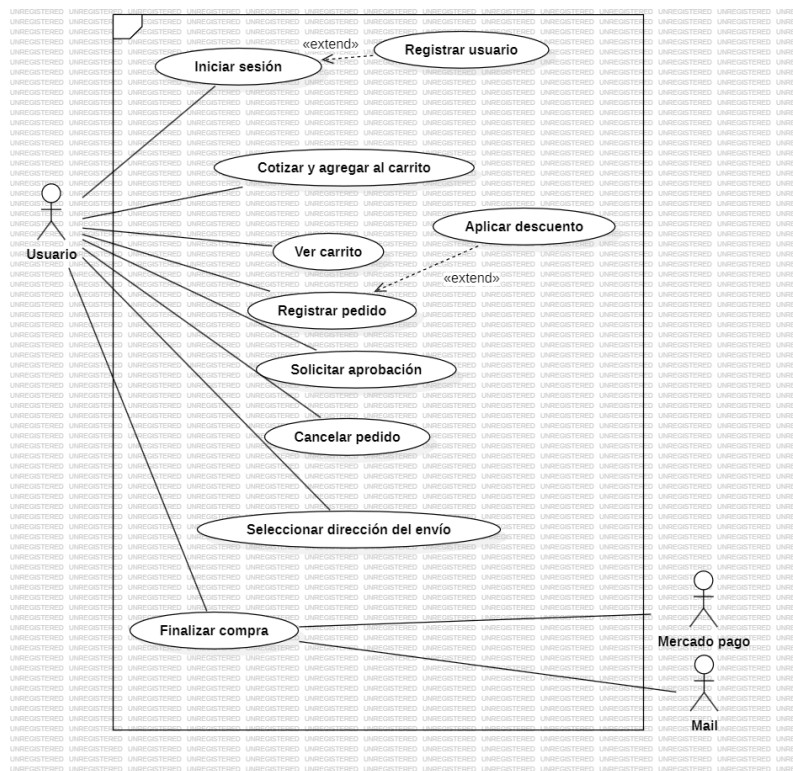 «extend»
Registrar usuario
Iniciar sesión
Cotizar y agregar al carrito
Aplicar descuento
Usuario
Ver carrito
«extend»
Registrar pedido
Solicitar aprobación
Cancelar pedido
Seleccionar dirección del envío
Finalizar compra
Mercado pago
Mail
UNREGISTERED